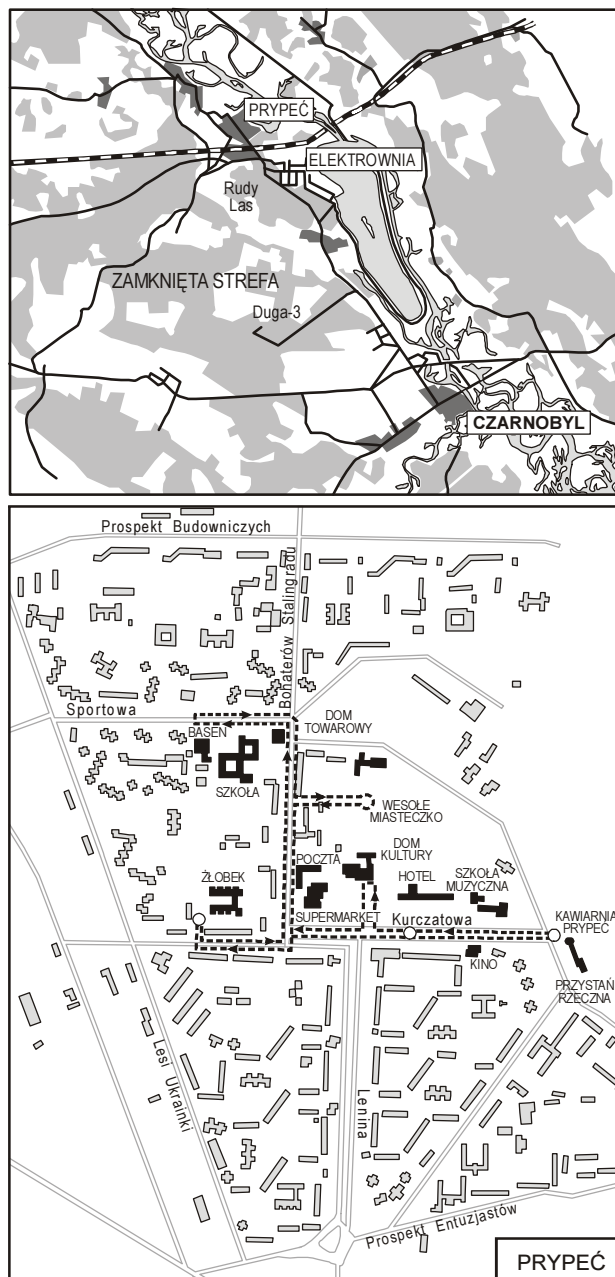 PRYPEĆ
ELEKTROWNIA
Rudy
Las
ZAMKNIĘTA STREFA
Duga-3
CZARNOBYL
Prospekt Budowniczych
Bohaterów Stalingradu
Sportowa
DOM
TOWAROWY
BASEN
SZKOŁA
WESOŁE
MIASTECZKO
POCZTA
DOM
KULTURY
ŻŁOBEK
HOTEL
SZKOŁA
MUZYCZNA
SUPERMARKET
Kurczatowa
KAWIARNIA
PRYPEĆ
KINO
PRZYSTAŃ
RZECZNA
Lesi Ukrainki
Lenina
Prospekt Entuzjastów
PRYPEĆ